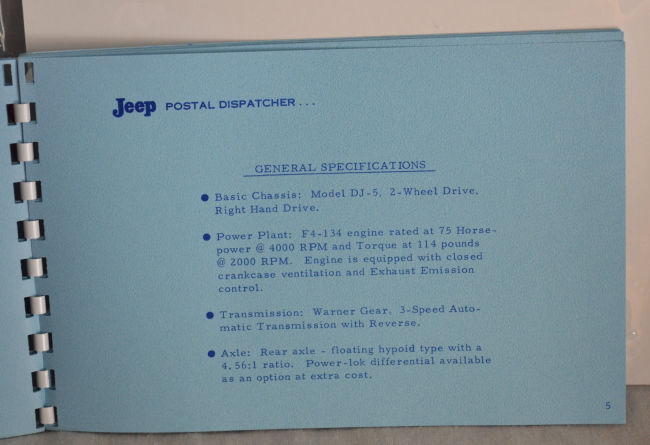 Jeep POSTAL DISPATCHER...
GENERAL SPECIFICATIONS
● Basic Chassis: Model DJ-5, 2-Wheel Drive,
Right Hand Drive.
● Power Plant: F4-134 engine rated at 75 Horse-
power @ 4000 RPM and Torque at 114 pounds
@ 2000 RPM. Engine is equipped with closed
crankcase ventilation and Exhaust Emission
control.
● Transmission: Warner Gear, 3-Speed Auto-
matic Transmission with Reverse.
● Axle: Rear axle - floating hypoid type with a
4.56:1 ratio. Power-lok differential available
as an option at extra cost.
5